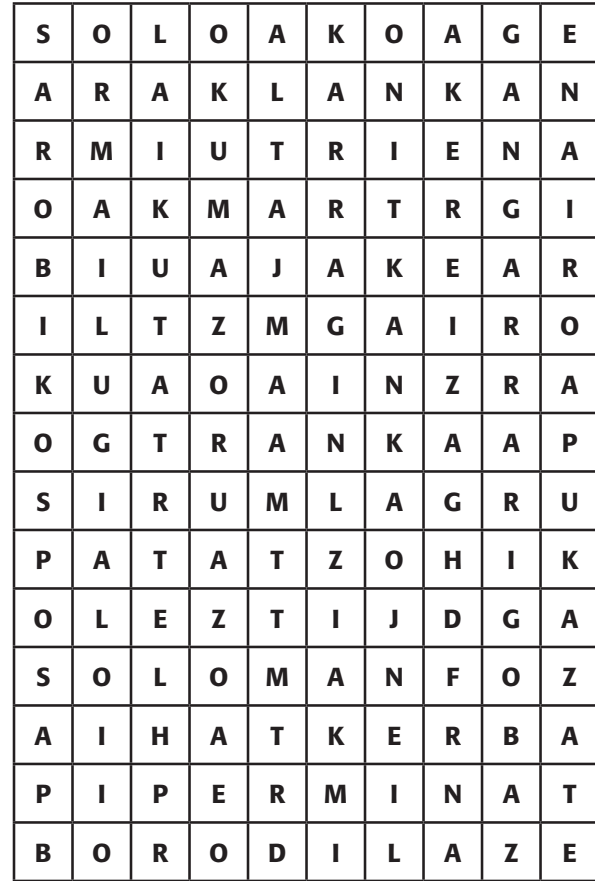 S O L O A K O A G E
A R A K L A N K A N
R M I U T R I E N A
O A K M A R T R G I
B I U A J A K E A R
I L T Z M G A I R O
K U A O A I N Z R A
O G T R A N K A A P
S I R U M L A G R U
P A T A T Z O H I K
O L E Z T I J D G A
S O L O M A N F O Z
A I H A T K E R B A
P I P E R M I N A T
B O R O D I L A Z E